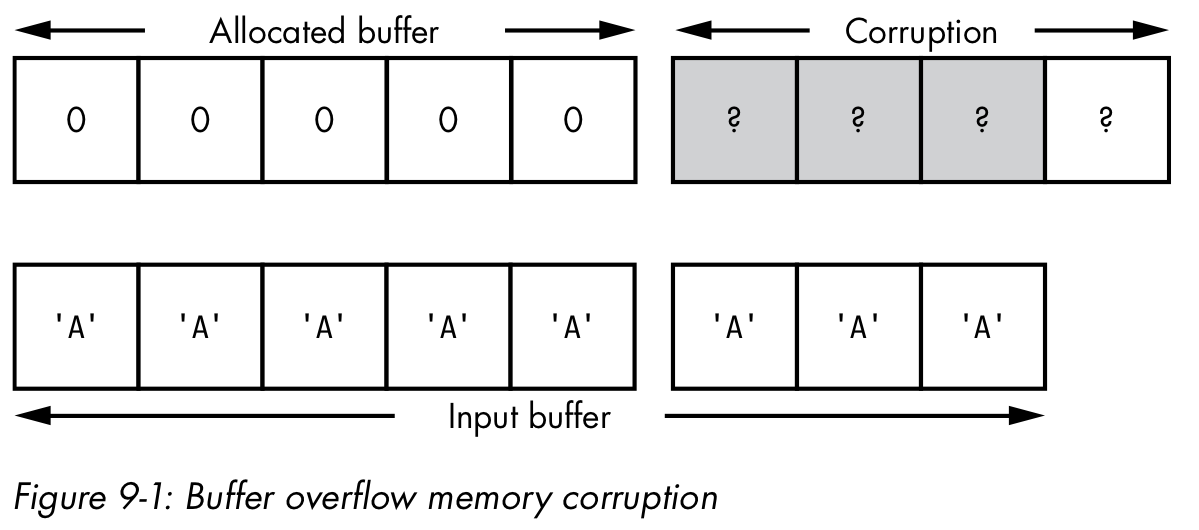 Allocated buffer Corruption
0 0 0 0 0 ? ? ? ?
'A' 'A' 'A' 'A' 'A' 'A' 'A' 'A'
Input buffer
Figure 9-1: Buffer overflow memory corruption